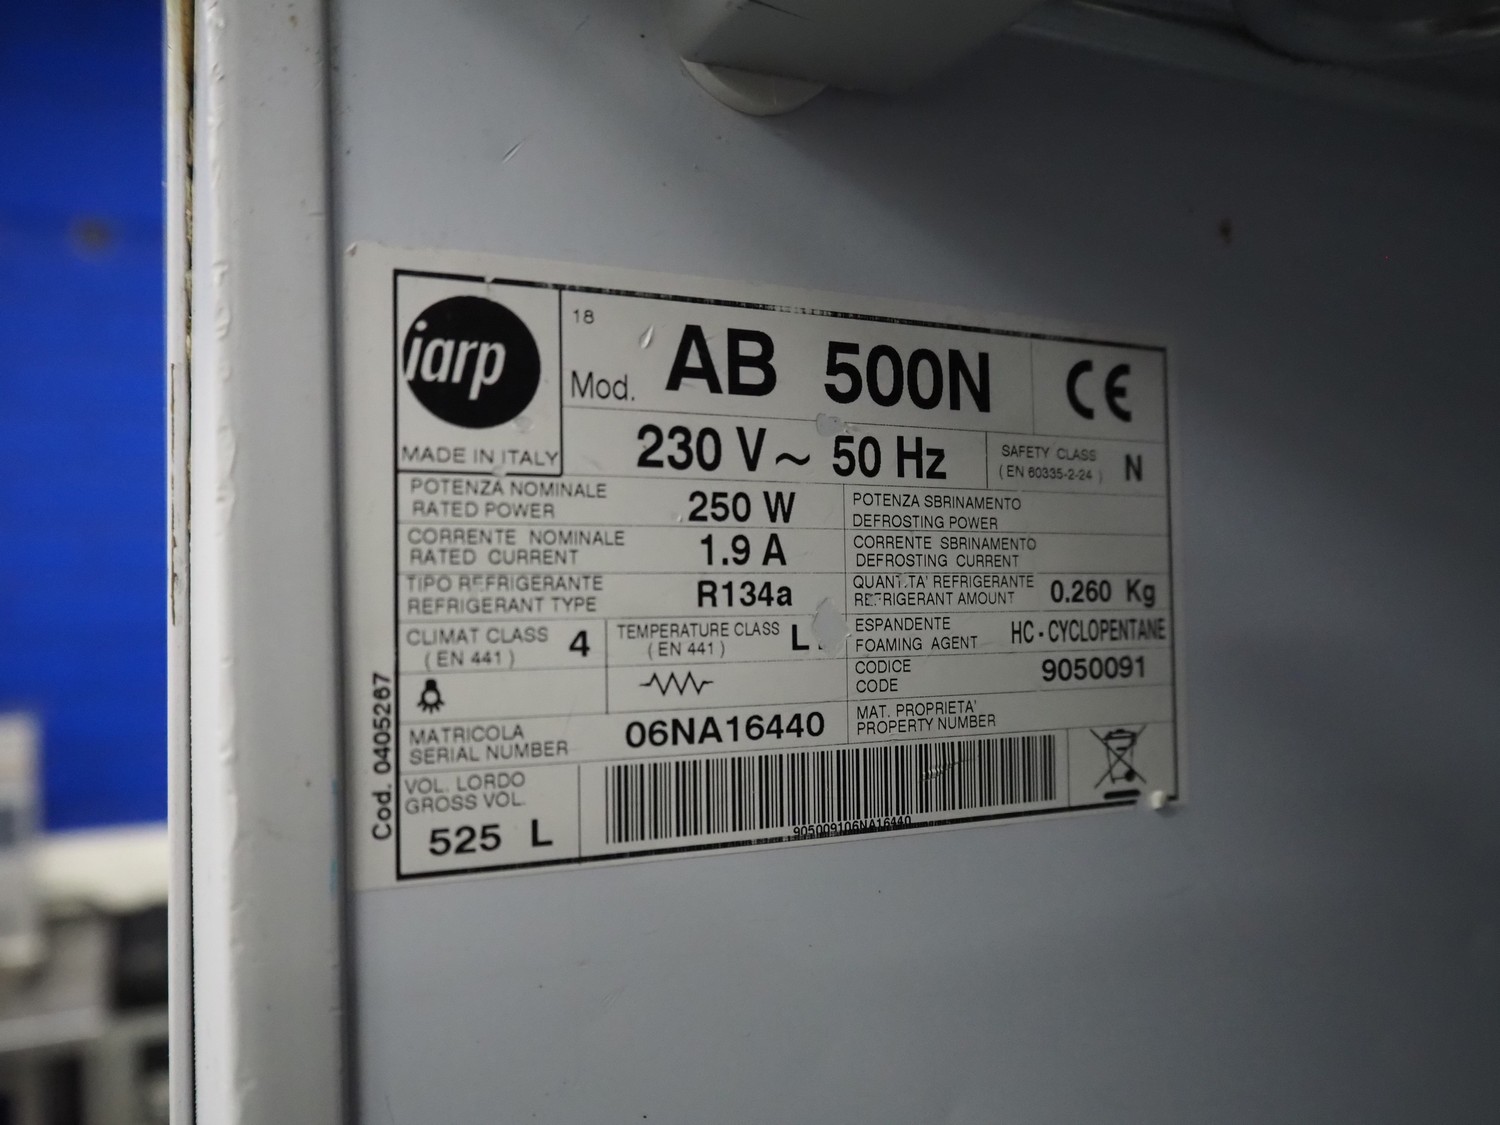 iarp
MADE IN ITALY
18
Mod. AB 500N
CE
230 V~ 50 Hz
SAFETY CLASS
(EN 60335-2-24) N
POTENZA NOMINALE
RATED POWER 250 W
POTENZA SBRINAMENTO
DEFROSTING POWER
CORRENTE NOMINALE
RATED CURRENT 1.9 A
CORRENTE SBRINAMENTO
DEFROSTING CURRENT
TIPO REFRIGERANTE
REFRIGERANT TYPE R134a
QUANTITA' REFRIGERANTE
REFRIGERANT AMOUNT 0.260 Kg
CLIMAT CLASS
(EN 441) 4
TEMPERATURE CLASS
(EN 441) L
ESPANDENTE
FOAMING AGENT HC - CYCLOPENTANE
CODICE
CODE 9050091
MATRICOLA
SERIAL NUMBER 06NA16440
MAT. PROPRIETA'
PROPERTY NUMBER
VOL. LORDO
GROSS VOL.
525 L
905009106NA16440
Cod. 0405267